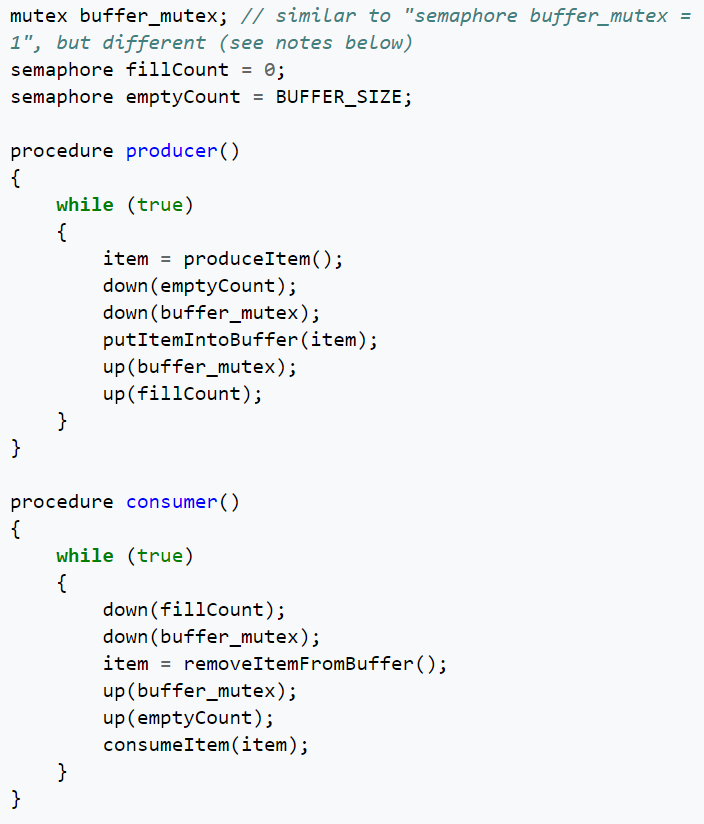 mutex buffer_mutex; // similar to "semaphore buffer_mutex =
1", but different (see notes below)
semaphore fillCount = 0;
semaphore emptyCount = BUFFER_SIZE;

procedure producer()
{
    while (true)
    {
        item = produceItem();
        down(emptyCount);
        down(buffer_mutex);
        putItemIntoBuffer(item);
        up(buffer_mutex);
        up(fillCount);
    }
}

procedure consumer()
{
    while (true)
    {
        down(fillCount);
        down(buffer_mutex);
        item = removeItemFromBuffer();
        up(buffer_mutex);
        up(emptyCount);
        consumeItem(item);
    }
}